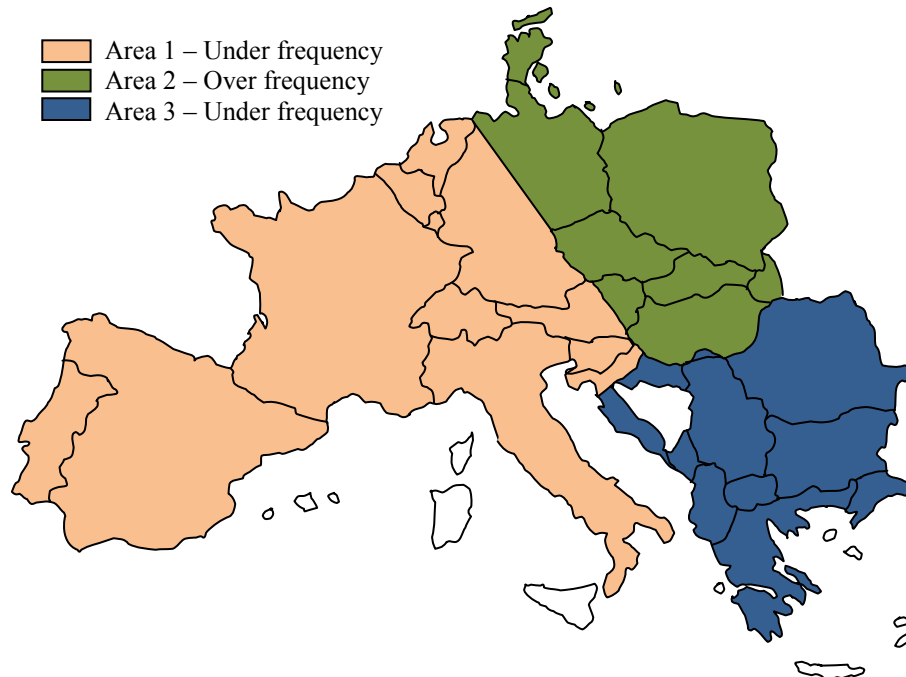 Area 1 – Under frequency
Area 2 – Over frequency
Area 3 – Under frequency